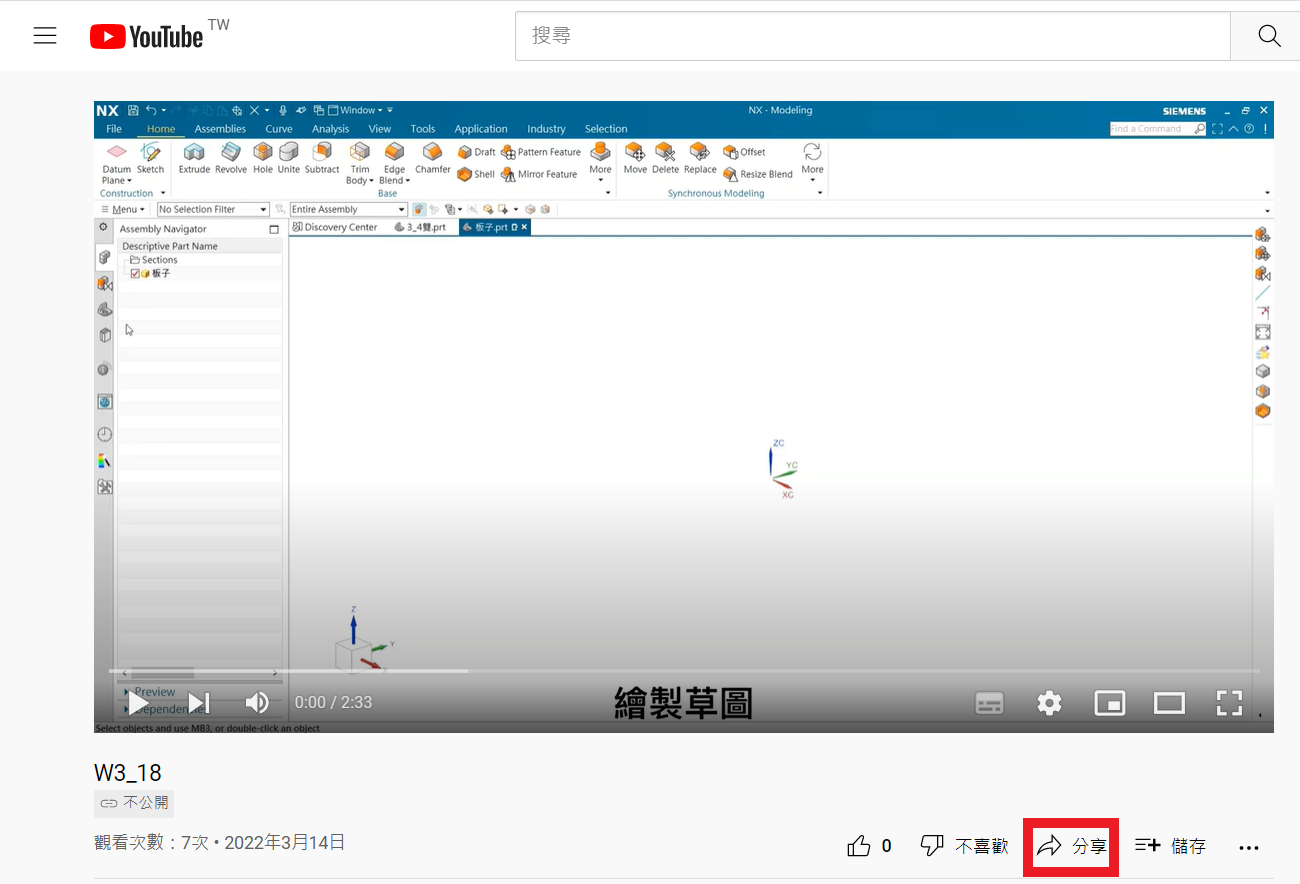 YouTube TW
搜尋
NX
Window
NX - Modeling
SIEMENS
File Home Assemblies Curve Analysis View Tools Application Industry Selection
Find a Command
Datum Plane Sketch Extrude Revolve Hole Unite Subtract Trim Body Edge Blend Chamfer Draft Pattern Feature More Move Delete Replace Offset More
Shell Mirror Feature Resize Blend
Construction Base Synchronous Modeling
Menu No Selection Filter Entire Assembly
Assembly Navigator
Discovery Center 3_4雙.prt 板子.prt
Descriptive Part Name
Sections
板子
ZC
YC
XC
Z
Y
Preview
Dependencies
0:00 / 2:33
繪製草圖
Select objects and use MB3, or double-click an object
W3_18
不公開
觀看次數：7次 • 2022年3月14日
0 不喜歡 分享 儲存